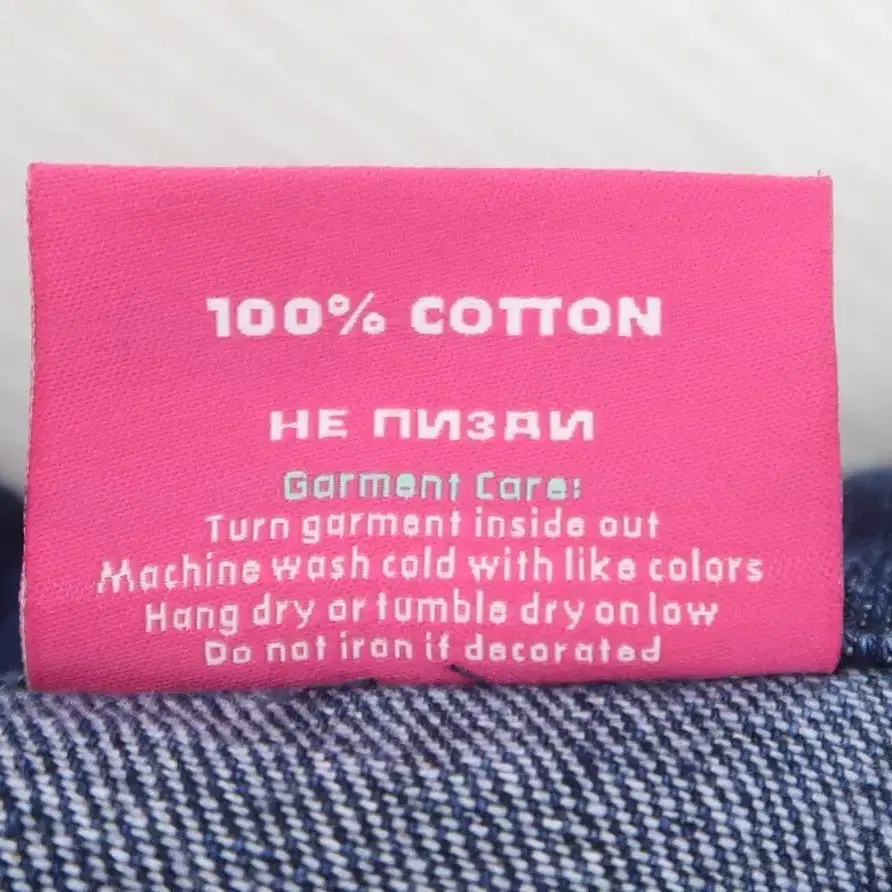 100% COTTON
НЕ ПИЗДИ
Garment Care:
Turn garment inside out
Machine wash cold with like colors
Hang dry or tumble dry on low
Do not iron if decorated